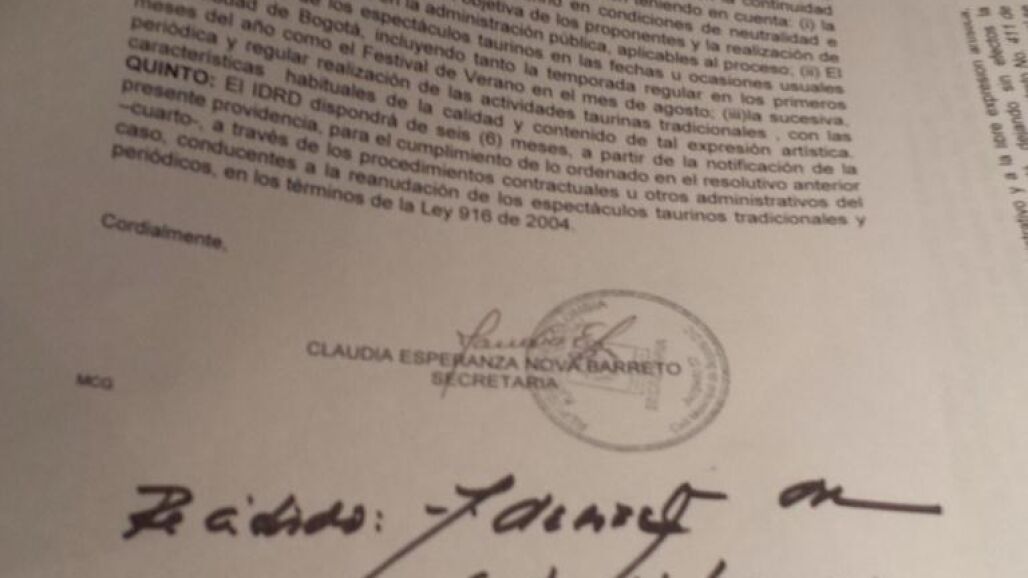 continuidad
teniendo en cuenta: (i) la
en condiciones de neutralidad e
objetiva de los proponentes y la realización de
en la administración pública, aplicables al proceso; (ii) El
los espectáculos taurinos en las fechas u ocasiones usuales
de Bogotá, incluyendo tanto la temporada regular en los primeros
meses del año como el Festival de Verano en el mes de agosto; (iii)la sucesiva,
periódica y regular realización de las actividades taurinas tradicionales , con las
características habituales de la calidad y contenido de tal expresión artística.
QUINTO: El IDRD dispondrá de seis (6) meses, a partir de la notificación de la
presente providencia, para el cumplimiento de lo ordenado en el resolutivo anterior
–cuarto-, a través de los procedimientos contractuales u otros administrativos del
caso, conducentes a la reanudación de los espectáculos taurinos tradicionales y
periódicos, en los términos de la Ley 916 de 2004.
Cordialmente,
CLAUDIA ESPERANZA NOVA BARRETO
SECRETARIA
MCG
Recibido: